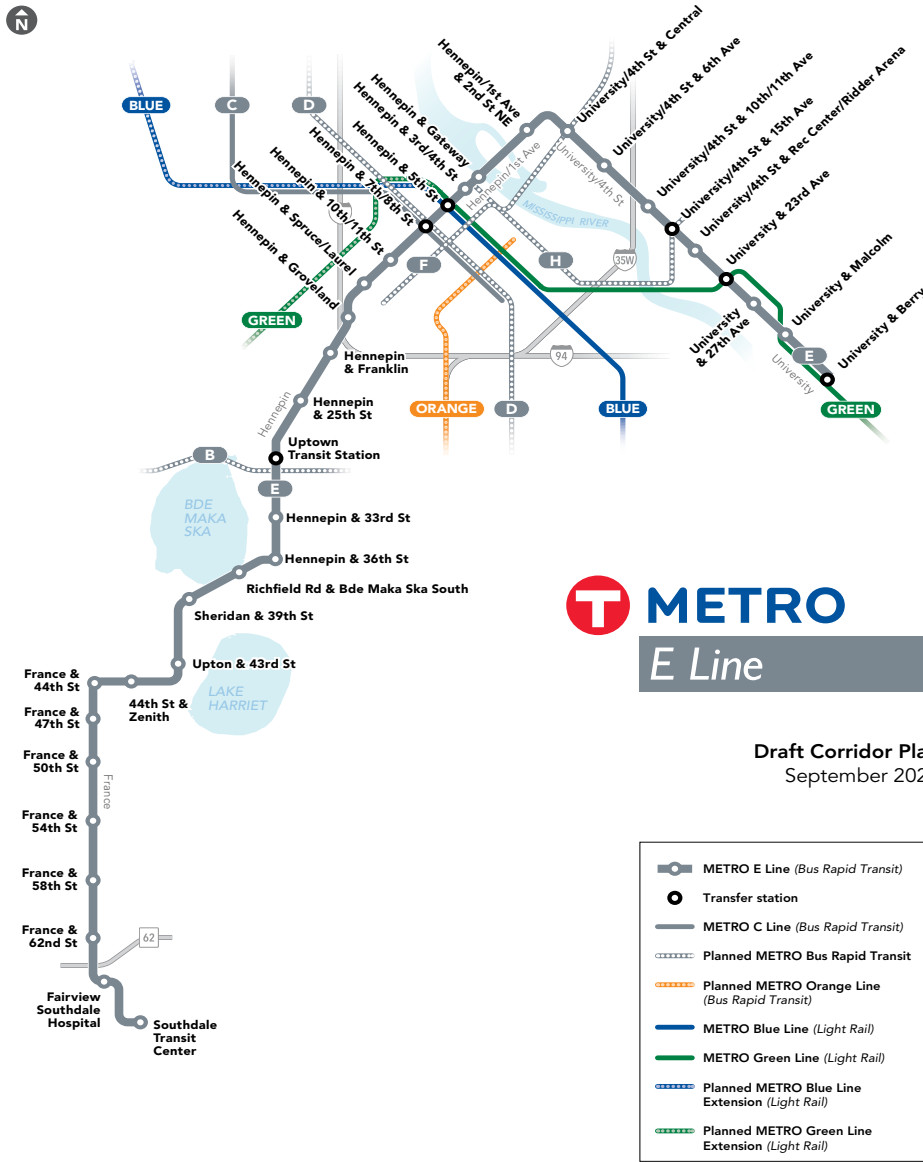 N
Hennepin/1st Ave
& 2nd St NE
University/4th St & Central
University/4th St & 6th Ave
University/4th St & 10th/11th Ave
University/4th St & 15th Ave
University/4th St & Rec Center/Ridder Arena
University & 23rd Ave
University
& 27th Ave
University & Malcolm
University & Berry
Hennepin & Gateway
Hennepin & 3rd/4th St
Hennepin & 5th St
Hennepin & 7th/8th St
Hennepin & 10th/11th St
Hennepin & Spruce/Laurel
Hennepin & Groveland
BLUE
C
D
Hennepin/1st Ave
University/4th St
MISSISSIPPI RIVER
F
H
35W
GREEN
94
E
University
ORANGE
D
BLUE
GREEN
Hennepin
& Franklin
Hennepin
Hennepin
& 25th St
Uptown
Transit Station
B
E
BDE
MAKA
SKA
Hennepin & 33rd St
Hennepin & 36th St
Richfield Rd & Bde Maka Ska South
Sheridan & 39th St
Upton & 43rd St
LAKE
HARRIET
44th St &
Zenith
France &
44th St
France &
47th St
France &
50th St
France
France &
54th St
France &
58th St
France &
62nd St
62
Fairview
Southdale
Hospital
Southdale
Transit
Center
T METRO
E Line
Draft Corridor Pla
September 202
METRO E Line (Bus Rapid Transit)
Transfer station
METRO C Line (Bus Rapid Transit)
Planned METRO Bus Rapid Transit
Planned METRO Orange Line
(Bus Rapid Transit)
METRO Blue Line (Light Rail)
METRO Green Line (Light Rail)
Planned METRO Blue Line
Extension (Light Rail)
Planned METRO Green Line
Extension (Light Rail)